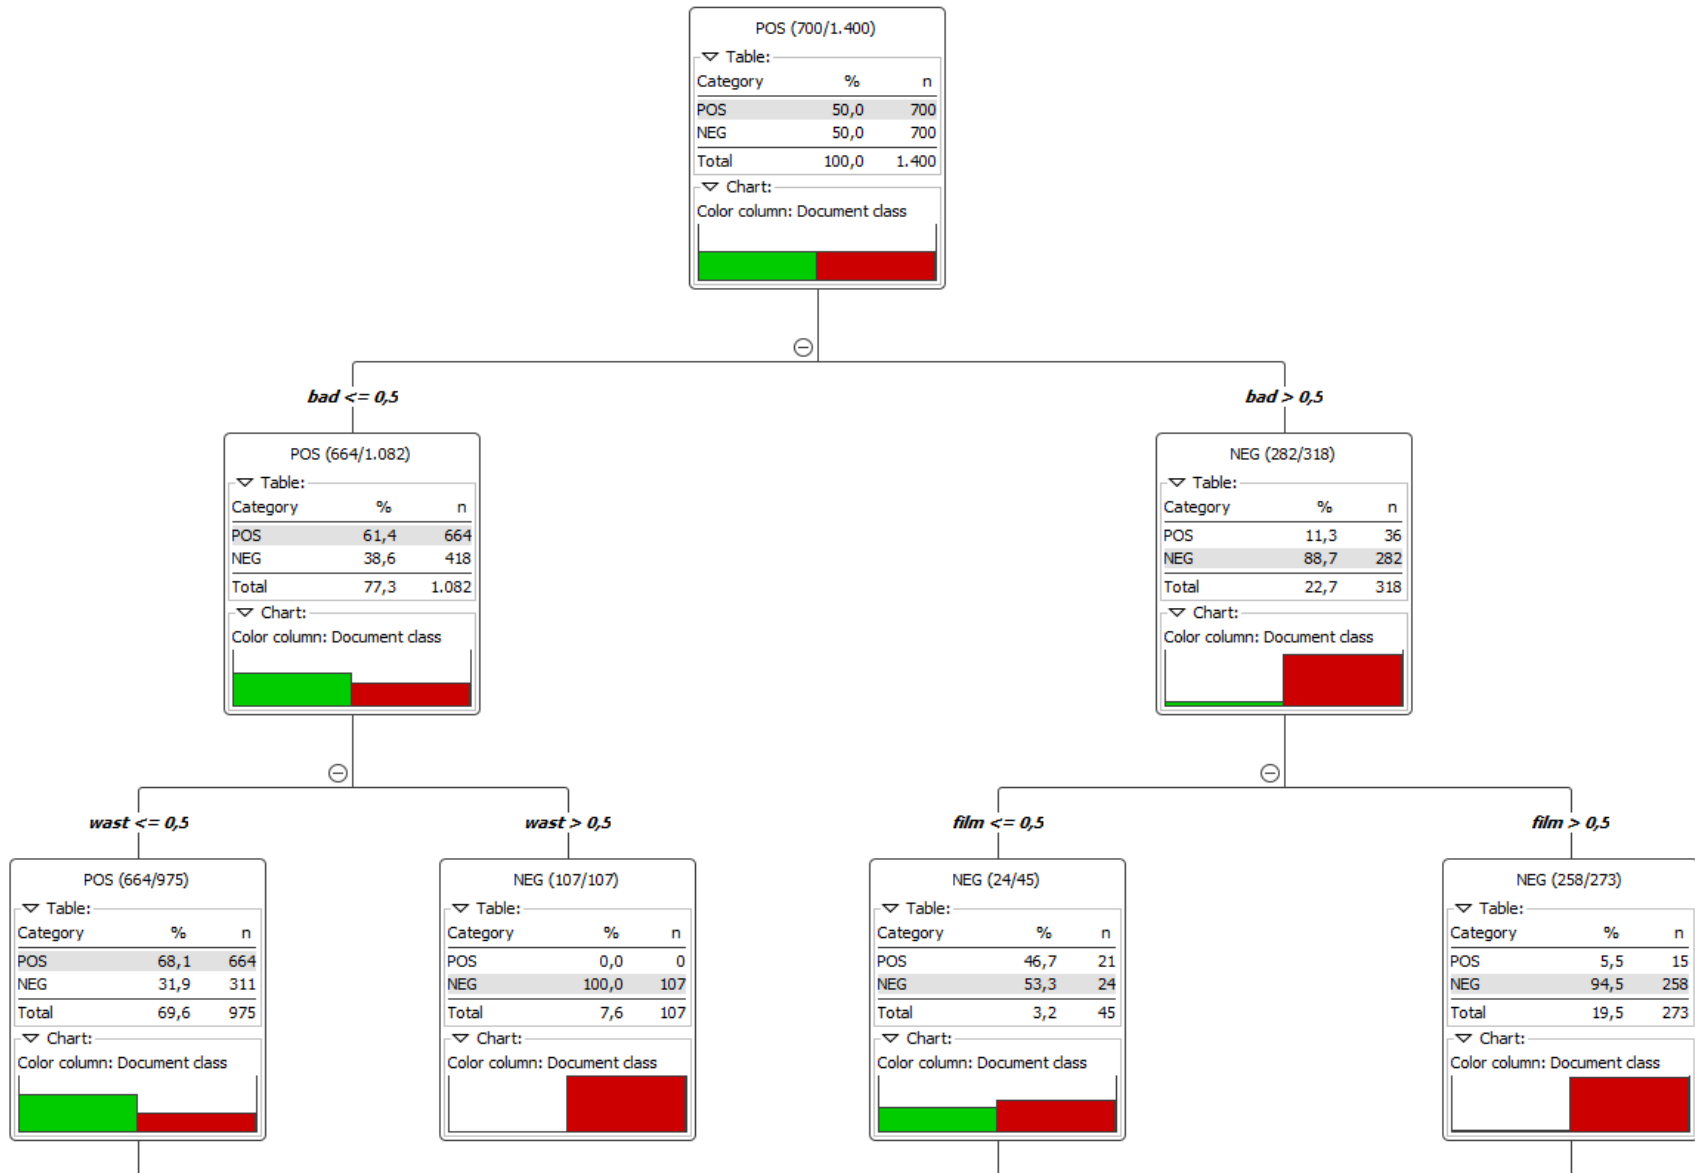 POS (700/1.400)
Table:
Category % n
POS 50,0 700
NEG 50,0 700
Total 100,0 1.400
Chart:
Color column: Document class
bad <= 0,5
bad > 0,5
POS (664/1.082)
Table:
Category % n
POS 61,4 664
NEG 38,6 418
Total 77,3 1.082
Chart:
Color column: Document class
NEG (282/318)
Table:
Category % n
POS 11,3 36
NEG 88,7 282
Total 22,7 318
Chart:
Color column: Document class
wast <= 0,5
wast > 0,5
film <= 0,5
film > 0,5
POS (664/975)
Table:
Category % n
POS 68,1 664
NEG 31,9 311
Total 69,6 975
Chart:
Color column: Document class
NEG (107/107)
Table:
Category % n
POS 0,0 0
NEG 100,0 107
Total 7,6 107
Chart:
Color column: Document class
NEG (24/45)
Table:
Category % n
POS 46,7 21
NEG 53,3 24
Total 3,2 45
Chart:
Color column: Document class
NEG (258/273)
Table:
Category % n
POS 5,5 15
NEG 94,5 258
Total 19,5 273
Chart:
Color column: Document class